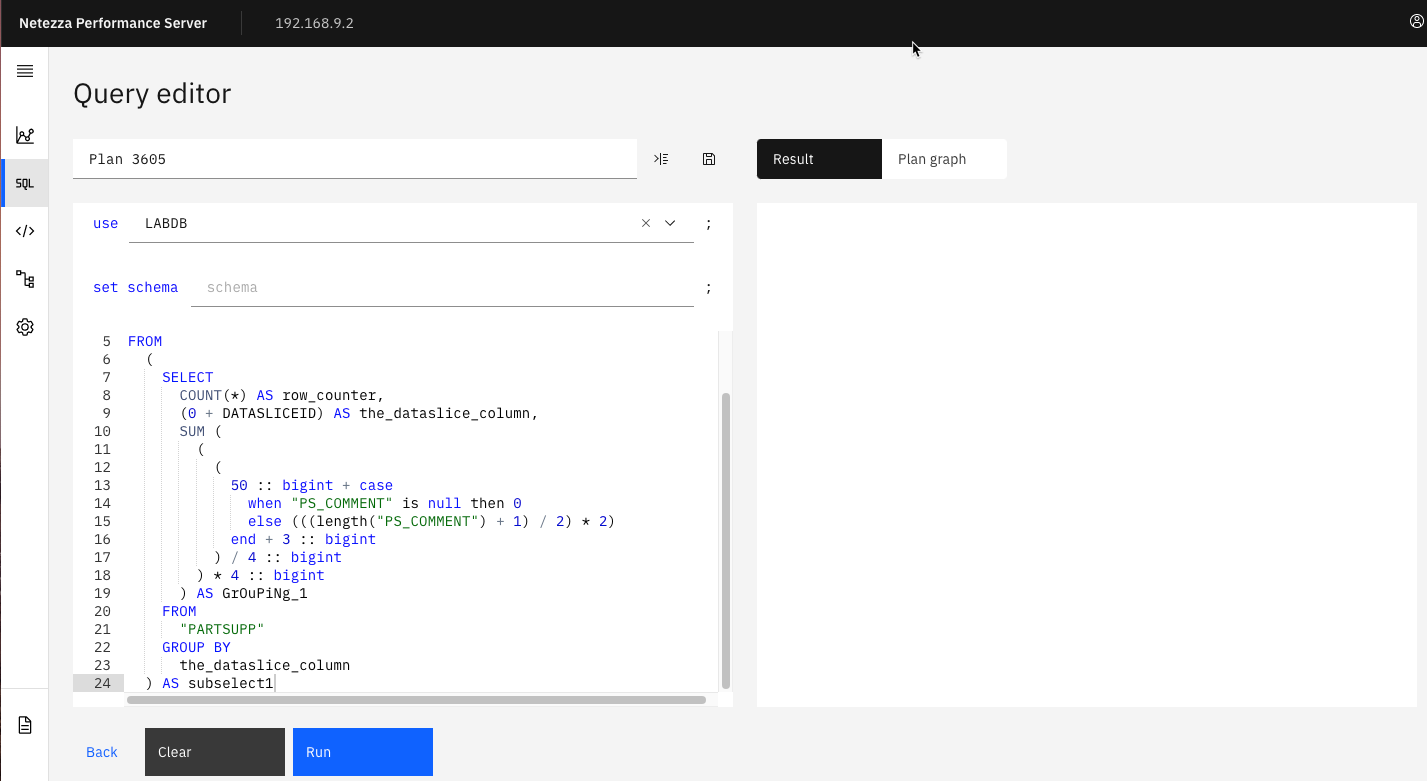 Netezza Performance Server 192.168.9.2
Query editor
Plan 3605
Result Plan graph
SQL
use LABDB ;
set schema schema ;
5 FROM
6 (
7 SELECT
8 COUNT(*) AS row_counter,
9 (0 + DATASLICEID) AS the_dataslice_column,
10 SUM (
11 (
12 (
13 50 :: bigint + case
14 when "PS_COMMENT" is null then 0
15 else (((length("PS_COMMENT") + 1) / 2) * 2)
16 end + 3 :: bigint
17 ) / 4 :: bigint
18 ) * 4 :: bigint
19 ) AS GrOuPiNg_1
20 FROM
21 "PARTSUPP"
22 GROUP BY
23 the_dataslice_column
24 ) AS subselect1
Back Clear Run